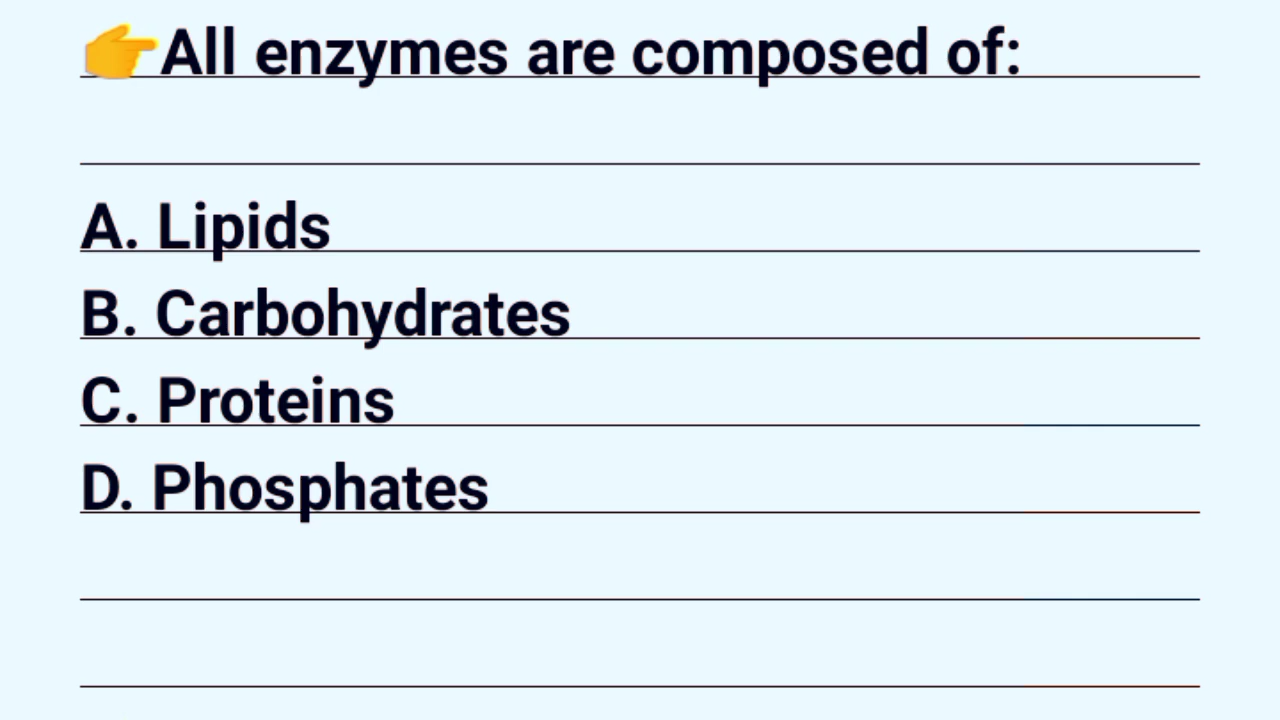 👉All enzymes are composed of:
A. Lipids
B. Carbohydrates
C. Proteins
D. Phosphates